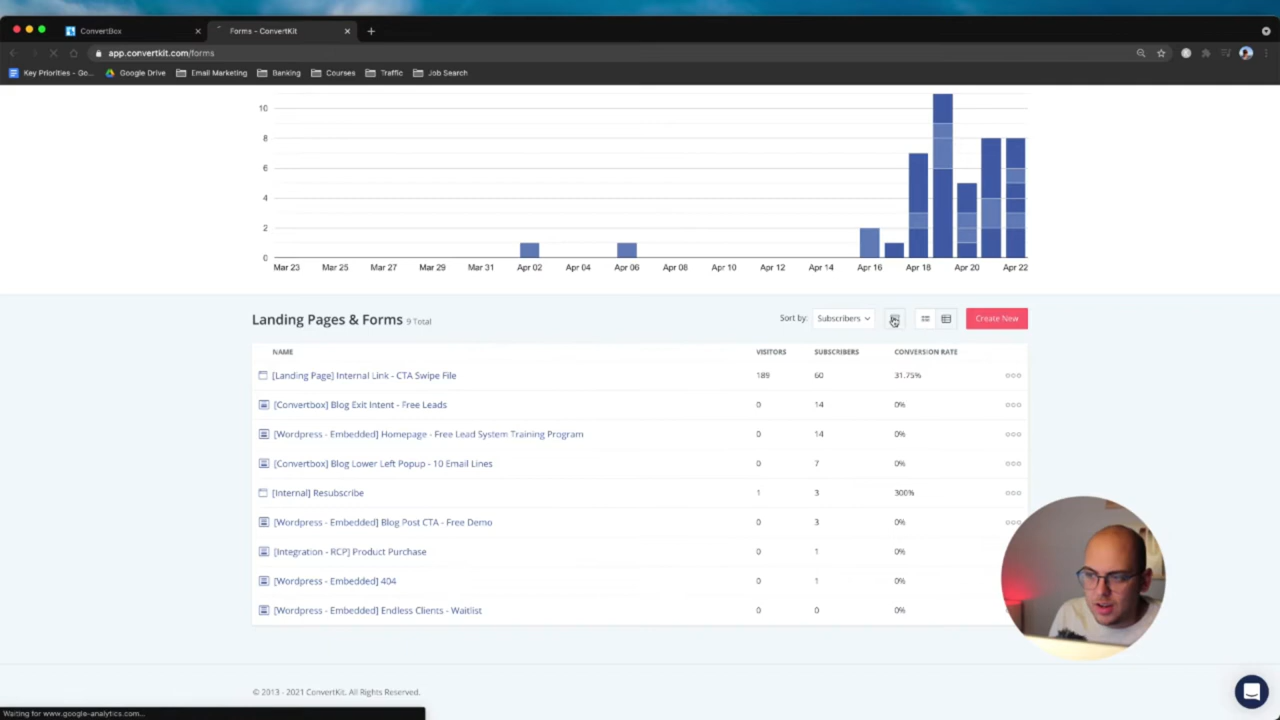 ConvertBox
Forms - ConvertKit
app.convertkit.com/forms
Key Priorities - Go...
Google Drive
Email Marketing
Banking
Courses
Traffic
Job Search
10
8
6
4
2
0
Mar 23 Mar 25 Mar 27 Mar 29 Mar 31 Apr 02 Apr 04 Apr 06 Apr 08 Apr 10 Apr 12 Apr 14 Apr 16 Apr 18 Apr 20 Apr 22
Landing Pages & Forms 9 Total Sort by: Subscribers Create New
NAME VISITORS SUBSCRIBERS CONVERSION RATE
[Landing Page] Internal Link - CTA Swipe File 189 60 31.75%
[Convertbox] Blog Exit Intent - Free Leads 0 14 0%
[Wordpress - Embedded] Homepage - Free Lead System Training Program 0 14 0%
[Convertbox] Blog Lower Left Popup - 10 Email Lines 0 7 0%
[Internal] Resubscribe 1 3 300%
[Wordpress - Embedded] Blog Post CTA - Free Demo 0 3 0%
[Integration - RCP] Product Purchase 0 1 0%
[Wordpress - Embedded] 404 0 1 0%
[Wordpress - Embedded] Endless Clients - Waitlist 0 0 0%
© 2013 - 2021 ConvertKit. All Rights Reserved.
Waiting for www.google-analytics.com...